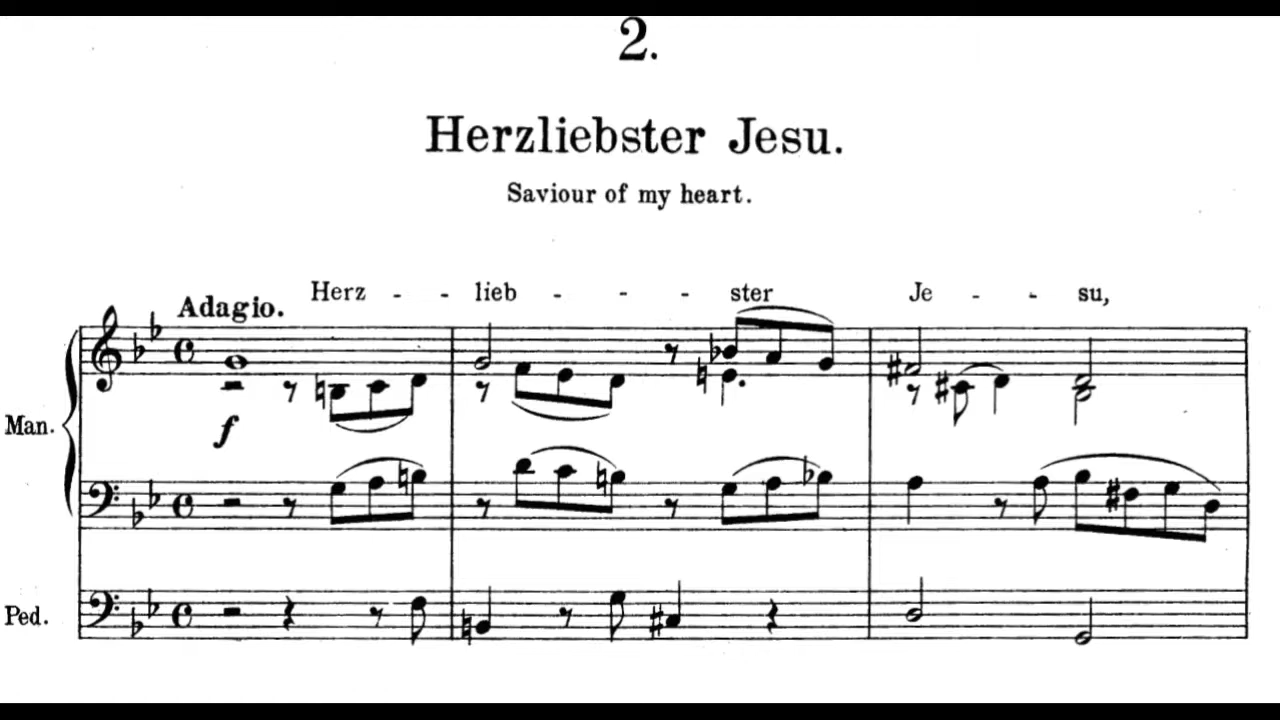 2.
Herzliebster Jesu.
Saviour of my heart.
Herz - - lieb - - - ster Je - - su,
Adagio.
f
Man.
Ped.